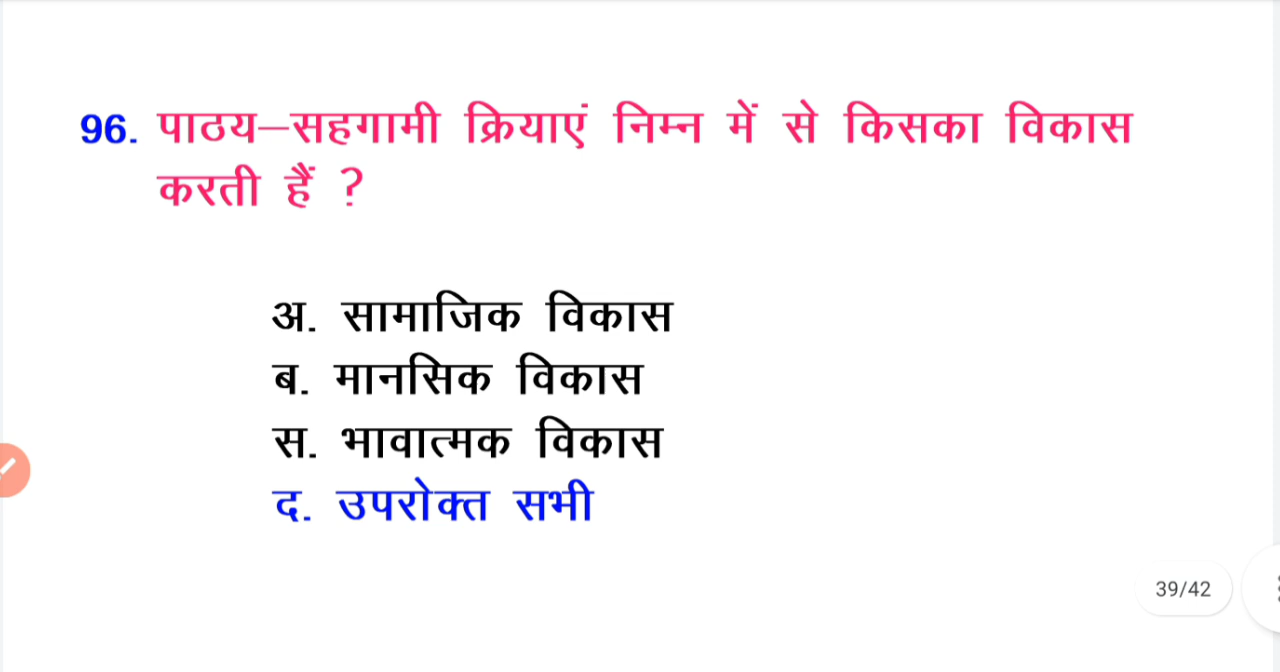 96. पाठय–सहगामी क्रियाएं निम्न में से किसका विकास
करती हैं ?
अ. सामाजिक विकास
ब. मानसिक विकास
स. भावात्मक विकास
द. उपरोक्त सभी
39/42